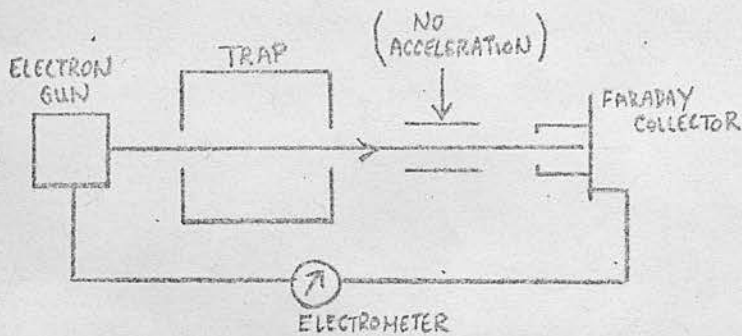 ELECTRON
GUN
TRAP
(NO
ACCELERATION)
FARADAY
COLLECTOR
ELECTROMETER